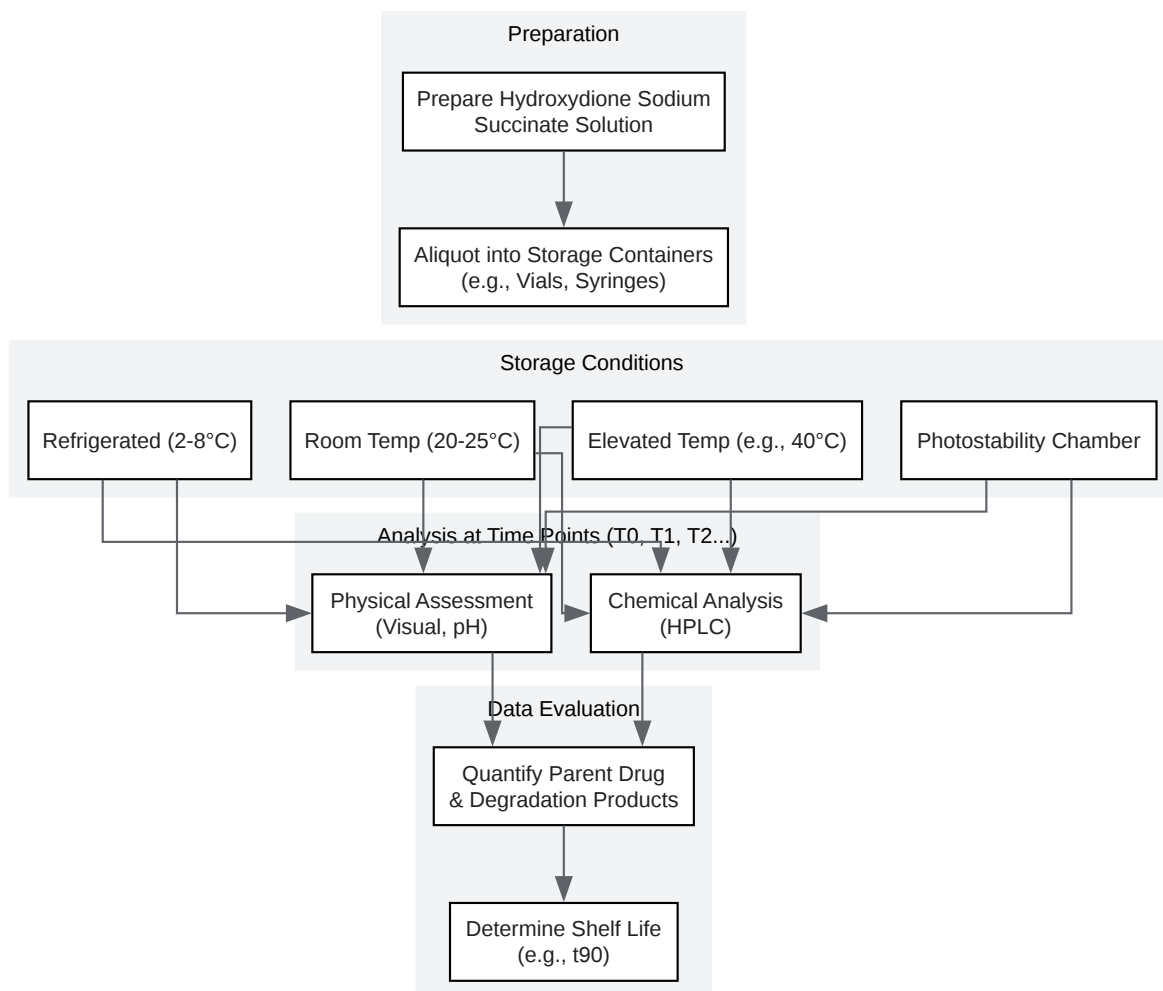 Preparation
Prepare Hydroxydione Sodium
Succinate Solution
Aliquot into Storage Containers
(e.g., Vials, Syringes)
Storage Conditions
Refrigerated (2-8°C)
Room Temp (20-25°C)
Elevated Temp (e.g., 40°C)
Photostability Chamber
Analysis at Time Points (T0, T1, T2...)
Physical Assessment
(Visual, pH)
Chemical Analysis
(HPLC)
Data Evaluation
Quantify Parent Drug
& Degradation Products
Determine Shelf Life
(e.g., t90)